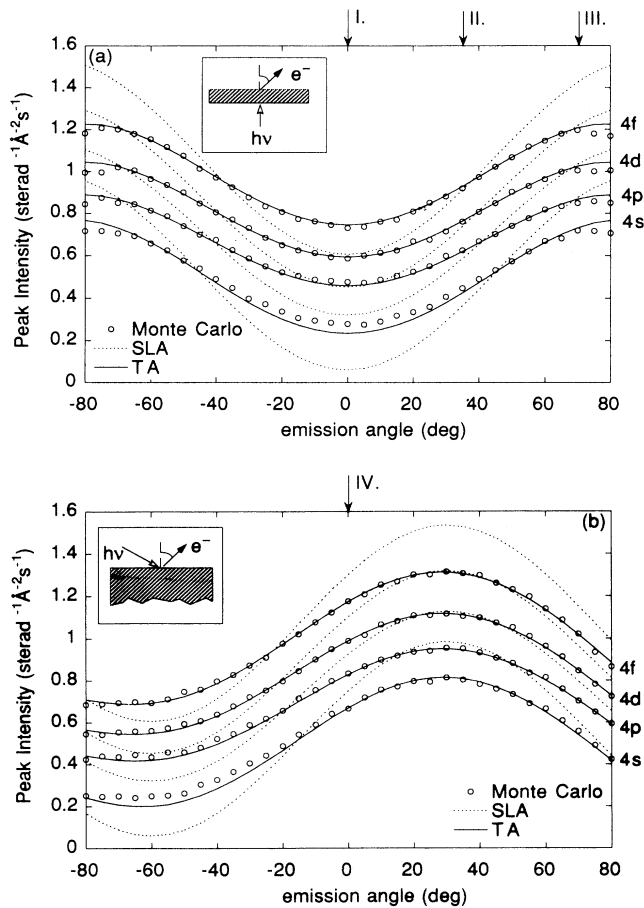 I. II. III.
(a)
e⁻
hν
Peak Intensity (sterad ⁻¹Å⁻²s⁻¹)
1.6
1.4
1.2
1
0.8
0.6
0.4
0.2
0
4f
4d
4p
4s
Monte Carlo
SLA
TA
-80 -60 -40 -20 0 20 40 60 80
emission angle (deg)
IV.
(b)
hν e⁻
Peak Intensity (sterad ⁻¹Å⁻²s⁻¹)
1.6
1.4
1.2
1
0.8
0.6
0.4
0.2
0
4f
4d
4p
4s
Monte Carlo
SLA
TA
-80 -60 -40 -20 0 20 40 60 80
emission angle (deg)